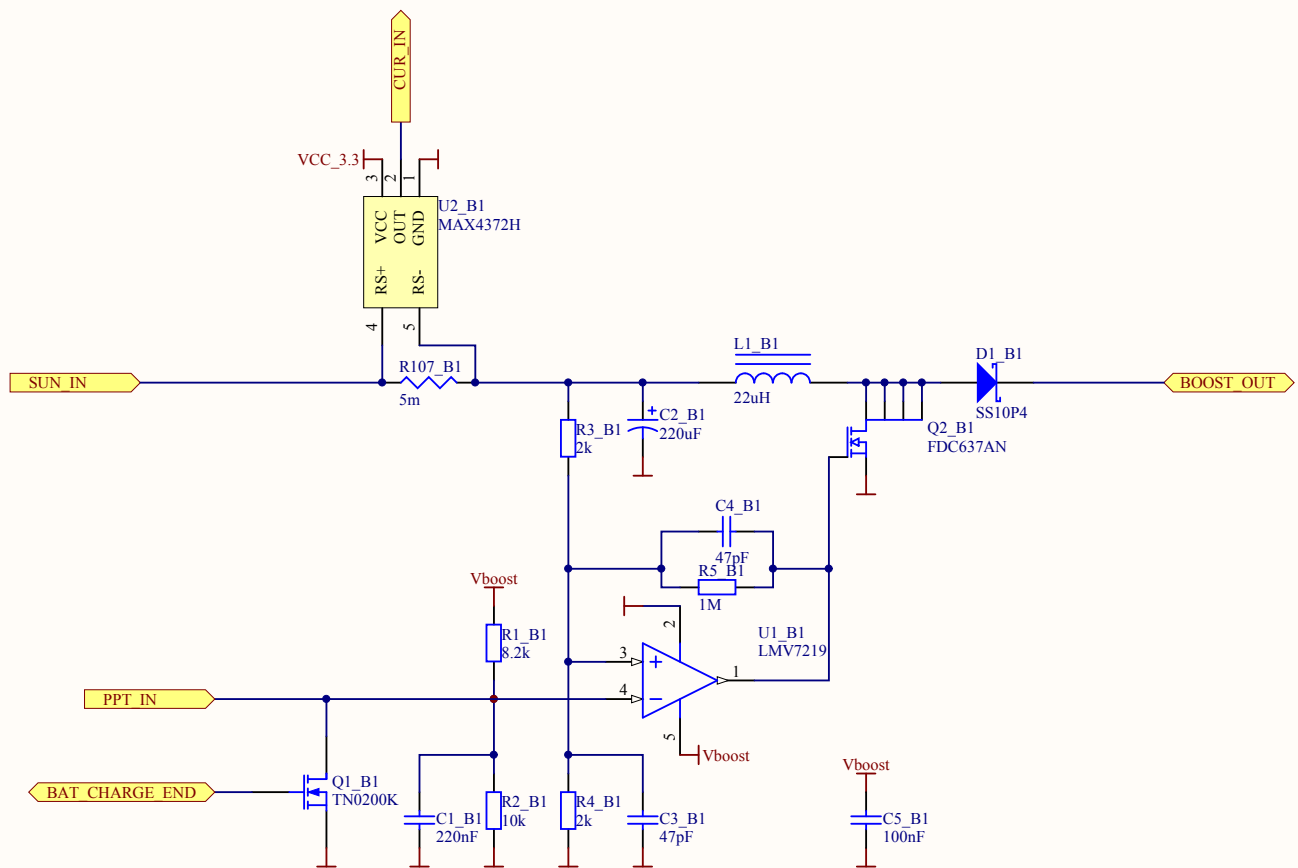 CUR_IN
VCC_3.3
3
2
1
VCC
OUT
GND
RS+
RS-
U2_B1
MAX4372H
4
5
SUN_IN
R107_B1
5m
L1_B1
22uH
D1_B1
SS10P4
BOOST_OUT
R3_B1
2k
+
C2_B1
220uF
Q2_B1
FDC637AN
C4_B1
47pF
R5_B1
1M
Vboost
R1_B1
8.2k
2
U1_B1
LMV7219
3
+
1
PPT_IN
4
−
5
Vboost
BAT_CHARGE_END
Q1_B1
TN0200K
C1_B1
220nF
R2_B1
10k
R4_B1
2k
C3_B1
47pF
Vboost
C5_B1
100nF